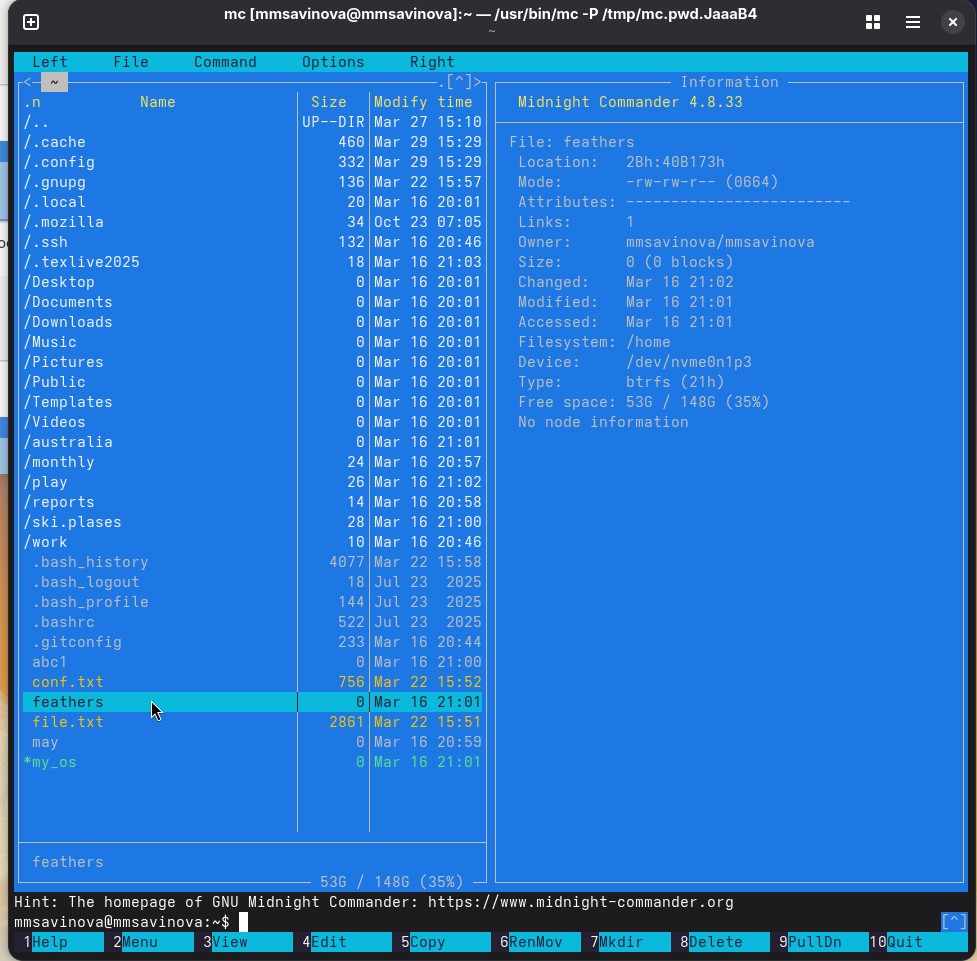 mc [mmsavinova@mmsavinova]:~ — /usr/bin/mc -P /tmp/mc.pwd.JaaaB4
~
Left File Command Options Right
<─ ~ .[^]>
.n Name Size Modify time
/.. UP--DIR Mar 27 15:10
/.cache 460 Mar 29 15:29
/.config 332 Mar 29 15:29
/.gnupg 136 Mar 22 15:57
/.local 20 Mar 16 20:01
/.mozilla 34 Oct 23 07:05
/.ssh 132 Mar 16 20:46
/.texlive2025 18 Mar 16 21:03
/Desktop 0 Mar 16 20:01
/Documents 0 Mar 16 20:01
/Downloads 0 Mar 16 20:01
/Music 0 Mar 16 20:01
/Pictures 0 Mar 16 20:01
/Public 0 Mar 16 20:01
/Templates 0 Mar 16 20:01
/Videos 0 Mar 16 20:01
/australia 0 Mar 16 21:01
/monthly 24 Mar 16 20:57
/play 26 Mar 16 21:02
/reports 14 Mar 16 20:58
/ski.plases 28 Mar 16 21:00
/work 10 Mar 16 20:46
.bash_history 4077 Mar 22 15:58
.bash_logout 18 Jul 23 2025
.bash_profile 144 Jul 23 2025
.bashrc 522 Jul 23 2025
.gitconfig 233 Mar 16 20:44
abc1 0 Mar 16 21:00
conf.txt 756 Mar 22 15:52
feathers 0 Mar 16 21:01
file.txt 2861 Mar 22 15:51
may 0 Mar 16 20:59
*my_os 0 Mar 16 21:01
feathers
53G / 148G (35%)
Information
Midnight Commander 4.8.33
File: feathers
Location: 2Bh:40B173h
Mode: -rw-rw-r-- (0664)
Attributes: -------------------------
Links: 1
Owner: mmsavinova/mmsavinova
Size: 0 (0 blocks)
Changed: Mar 16 21:02
Modified: Mar 16 21:01
Accessed: Mar 16 21:01
Filesystem: /home
Device: /dev/nvme0n1p3
Type: btrfs (21h)
Free space: 53G / 148G (35%)
No node information
Hint: The homepage of GNU Midnight Commander: https://www.midnight-commander.org
mmsavinova@mmsavinova:~$ [^]
1Help 2Menu 3View 4Edit 5Copy 6RenMov 7Mkdir 8Delete 9PullDn 10Quit